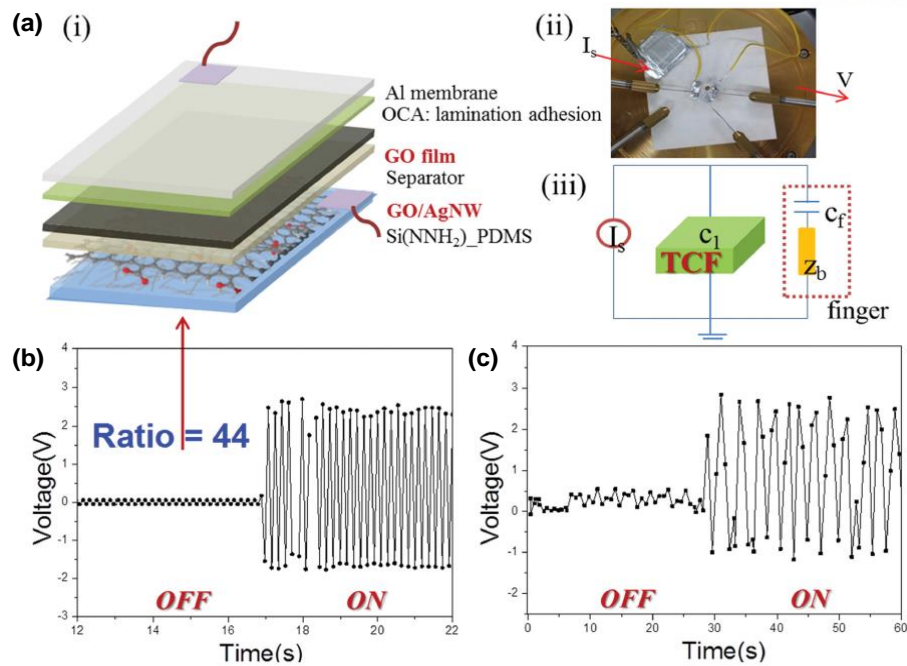 (a) (i)
Al membrane
OCA: lamination adhesion
GO film
Separator
GO/AgNW
Si(NNH₂)_PDMS
(ii)
Iₛ
V
(iii)
Iₛ
c₁
TCF
c_f
z_b
finger
(b)
Voltage(V)
4
3
2
1
0
-1
-2
-3
Ratio = 44
OFF
ON
12 14 16 18 20 22
Time(s)
(c)
Voltage(V)
4
3
2
1
0
-1
-2
OFF
ON
0 10 20 30 40 50 60
Time(s)